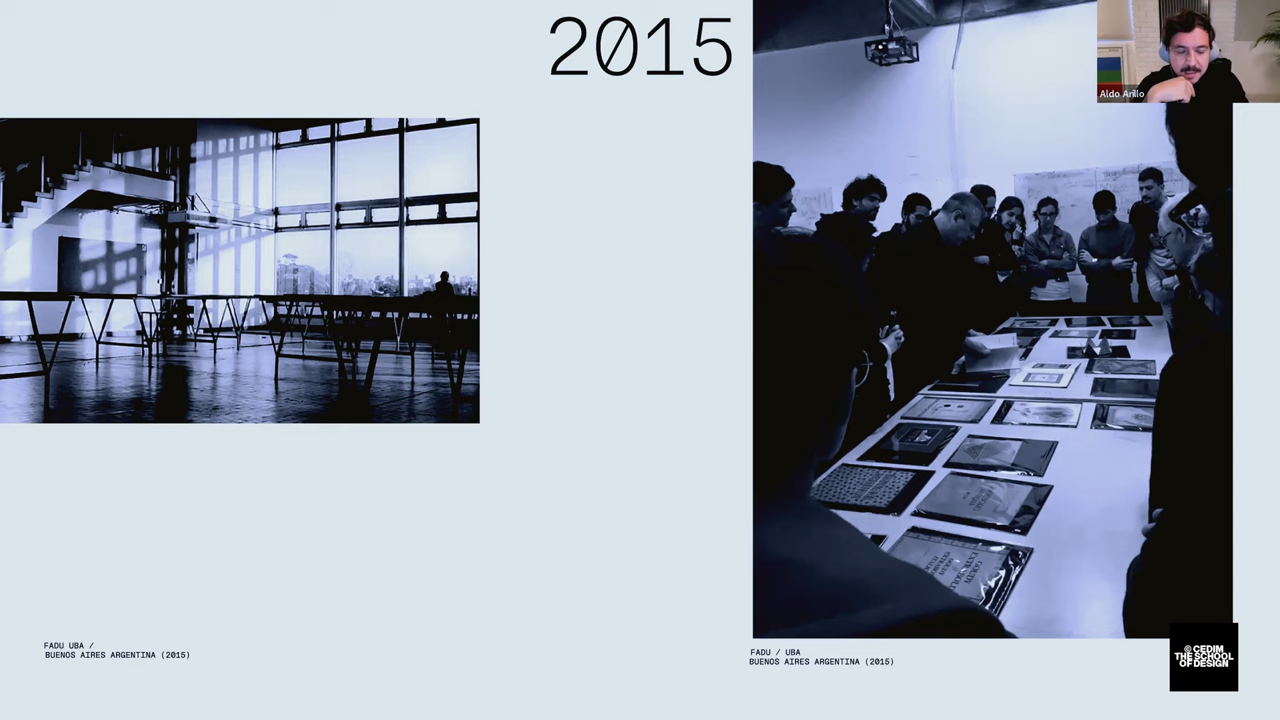 2015
Aldo Arillo
FADU UBA /
BUENOS AIRES ARGENTINA (2015)
FADU / UBA
BUENOS AIRES ARGENTINA (2015)
@ CEDIM
THE SCHOOL
OF DESIGN
GOUDY